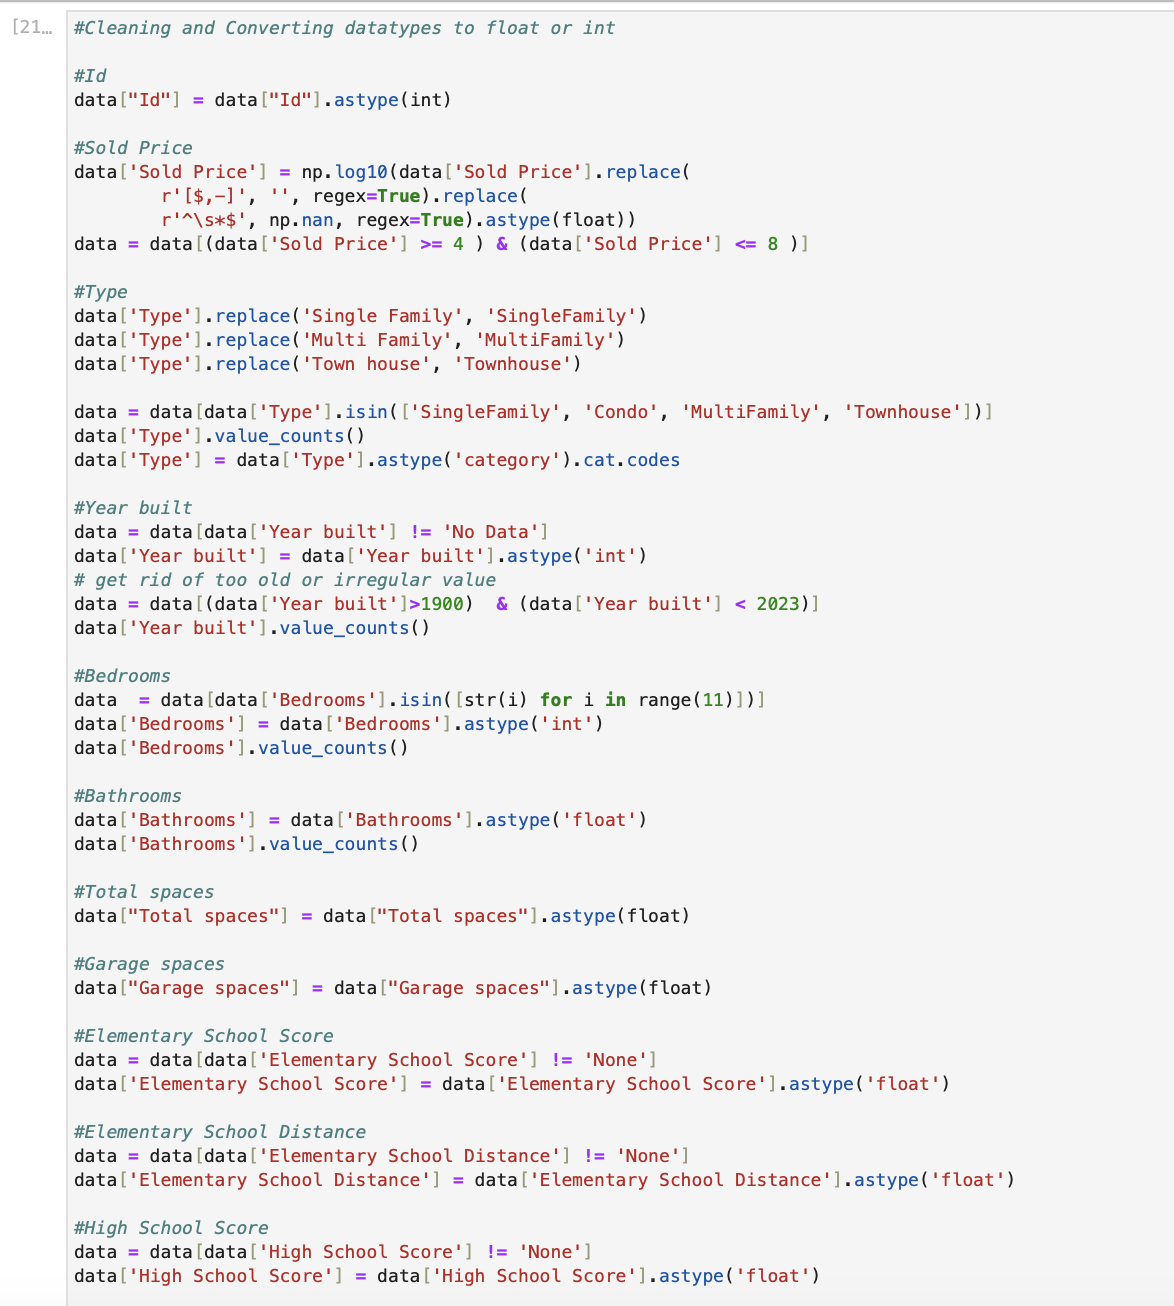 [21…
#Cleaning and Converting datatypes to float or int
#Id
data["Id"] = data["Id"].astype(int)
#Sold Price
data['Sold Price'] = np.log10(data['Sold Price'].replace(
r'[$,−]', '', regex=True).replace(
r'^\s*$', np.nan, regex=True).astype(float))
data = data[(data['Sold Price'] >= 4 ) & (data['Sold Price'] <= 8 )]
#Type
data['Type'].replace('Single Family', 'SingleFamily')
data['Type'].replace('Multi Family', 'MultiFamily')
data['Type'].replace('Town house', 'Townhouse')
data = data[data['Type'].isin(['SingleFamily', 'Condo', 'MultiFamily', 'Townhouse'])]
data['Type'].value_counts()
data['Type'] = data['Type'].astype('category').cat.codes
#Year built
data = data[data['Year built'] != 'No Data']
data['Year built'] = data['Year built'].astype('int')
# get rid of too old or irregular value
data = data[(data['Year built']>1900)  & (data['Year built'] < 2023)]
data['Year built'].value_counts()
#Bedrooms
data  = data[data['Bedrooms'].isin([str(i) for i in range(11)])]
data['Bedrooms'] = data['Bedrooms'].astype('int')
data['Bedrooms'].value_counts()
#Bathrooms
data['Bathrooms'] = data['Bathrooms'].astype('float')
data['Bathrooms'].value_counts()
#Total spaces
data["Total spaces"] = data["Total spaces"].astype(float)
#Garage spaces
data["Garage spaces"] = data["Garage spaces"].astype(float)
#Elementary School Score
data = data[data['Elementary School Score'] != 'None']
data['Elementary School Score'] = data['Elementary School Score'].astype('float')
#Elementary School Distance
data = data[data['Elementary School Distance'] != 'None']
data['Elementary School Distance'] = data['Elementary School Distance'].astype('float')
#High School Score
data = data[data['High School Score'] != 'None']
data['High School Score'] = data['High School Score'].astype('float')